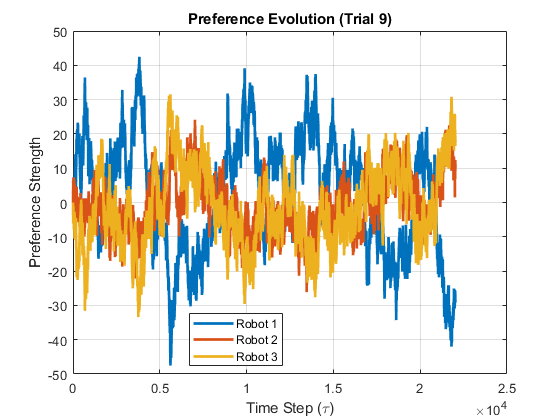 Preference Evolution (Trial 9)
50
40
30
20
10
0
-10
-20
-30
-40
-50
Preference Strength
Robot 1
Robot 2
Robot 3
0 0.5 1 1.5 2 2.5
Time Step (τ)
×10⁴